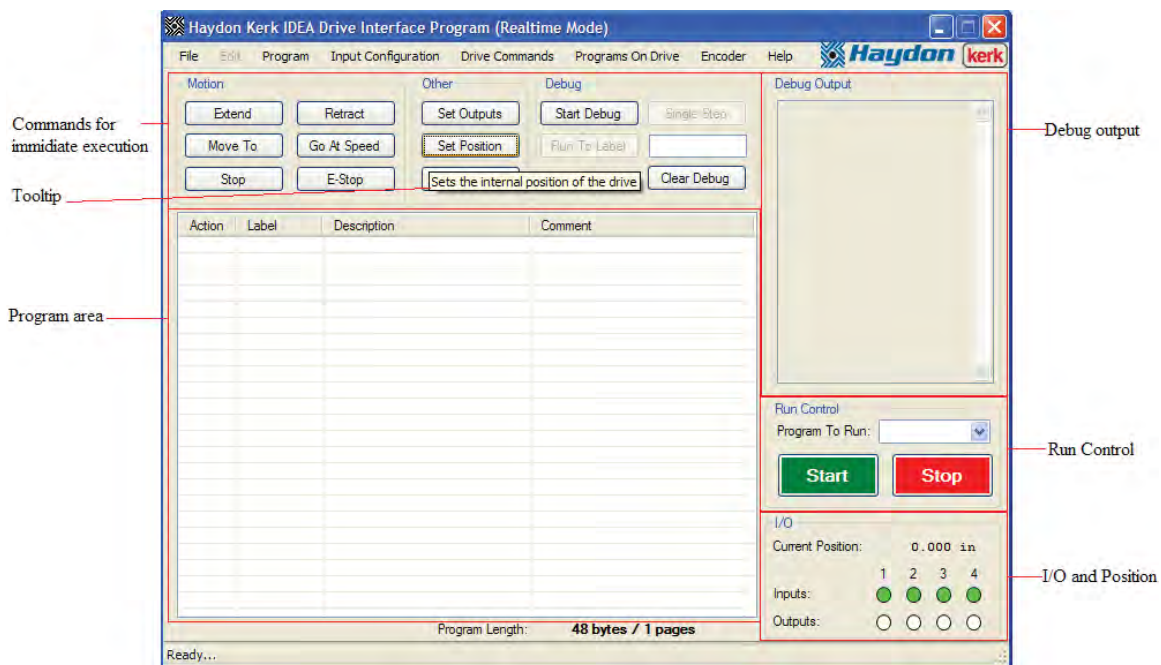 Haydon Kerk IDEA Drive Interface Program (Realtime Mode)
File Edit Program Input Configuration Drive Commands Programs On Drive Encoder Help
Haydon kerk
Motion Other Debug Debug Output
Extend Retract Set Outputs Start Debug Single Step
Commands for
immidiate execution
Debug output
Move To Go At Speed Set Position Run To Label
Stop E-Stop Sets the internal position of the drive Clear Debug
Tooltip
Action Label Description Comment
Program area
Run Control
Program To Run:
Run Control
Start Stop
I/O
Current Position: 0.000 in
1 2 3 4
I/O and Position
Inputs:
Outputs:
Program Length: 48 bytes / 1 pages
Ready...